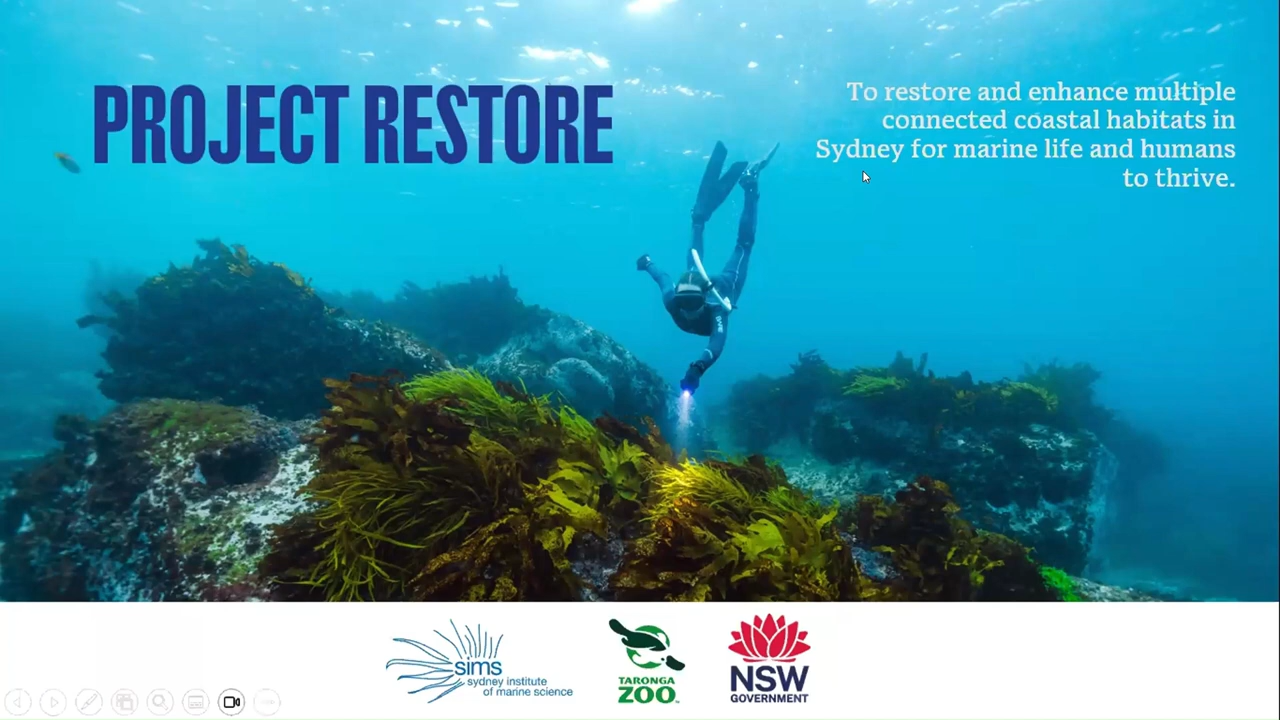 PROJECT RESTORE
To restore and enhance multiple
connected coastal habitats in
Sydney for marine life and humans
to thrive.
sims
sydney institute
of marine science
TARONGA
ZOO
NSW
GOVERNMENT